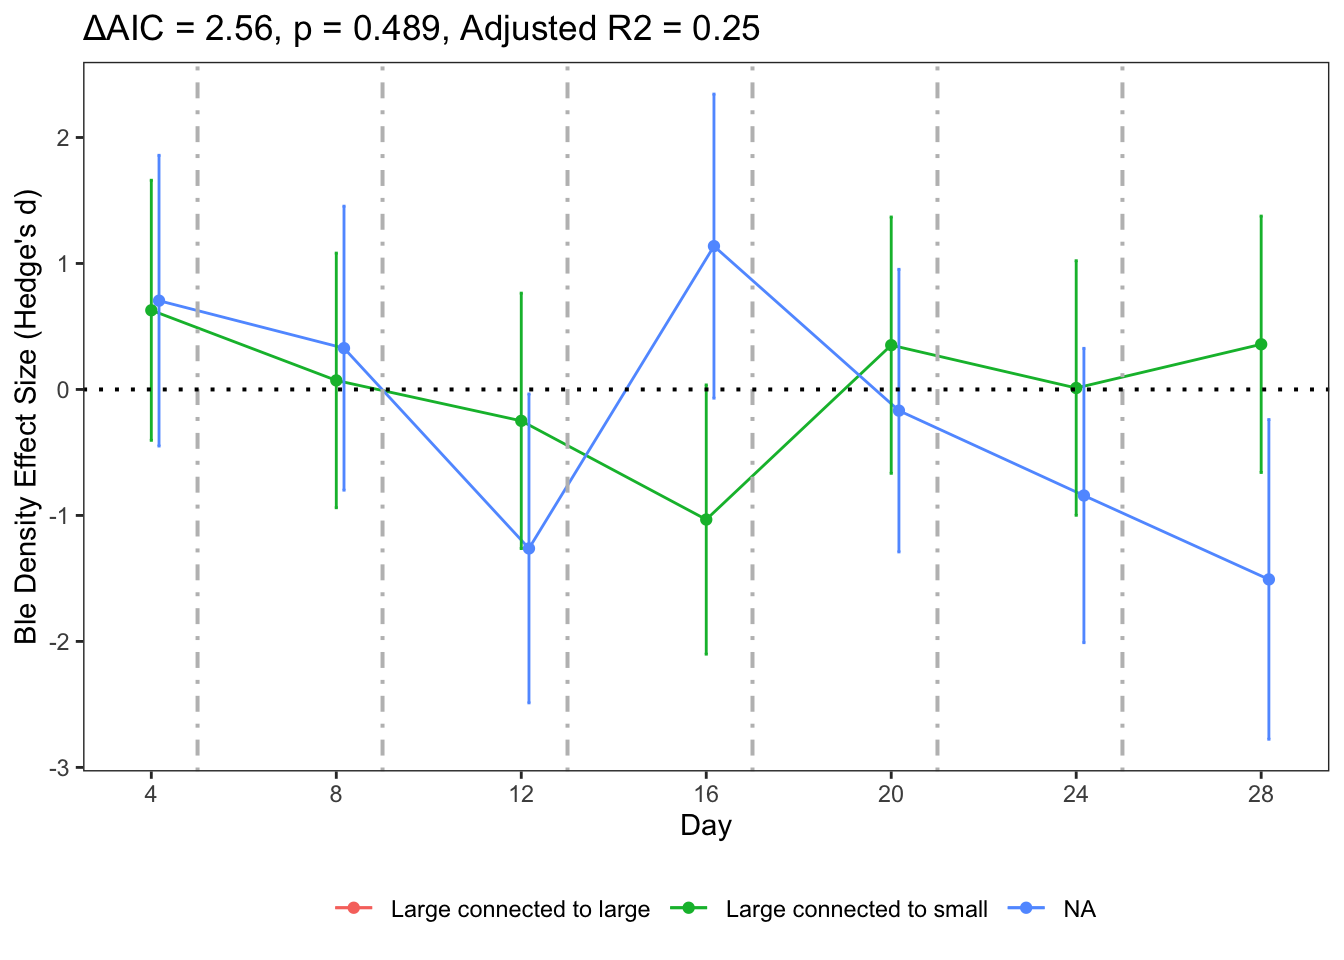 ΔAIC = 2.56, p = 0.489, Adjusted R2 = 0.25
Ble Density Effect Size (Hedge's d)
2
1
0
-1
-2
-3
4 8 12 16 20 24 28
Day
Large connected to large Large connected to small NA